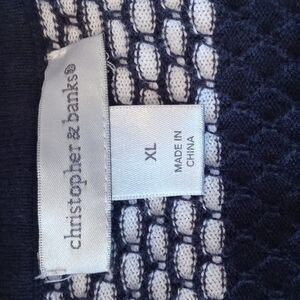 christopher & banks®
XL
MADE IN
CHINA